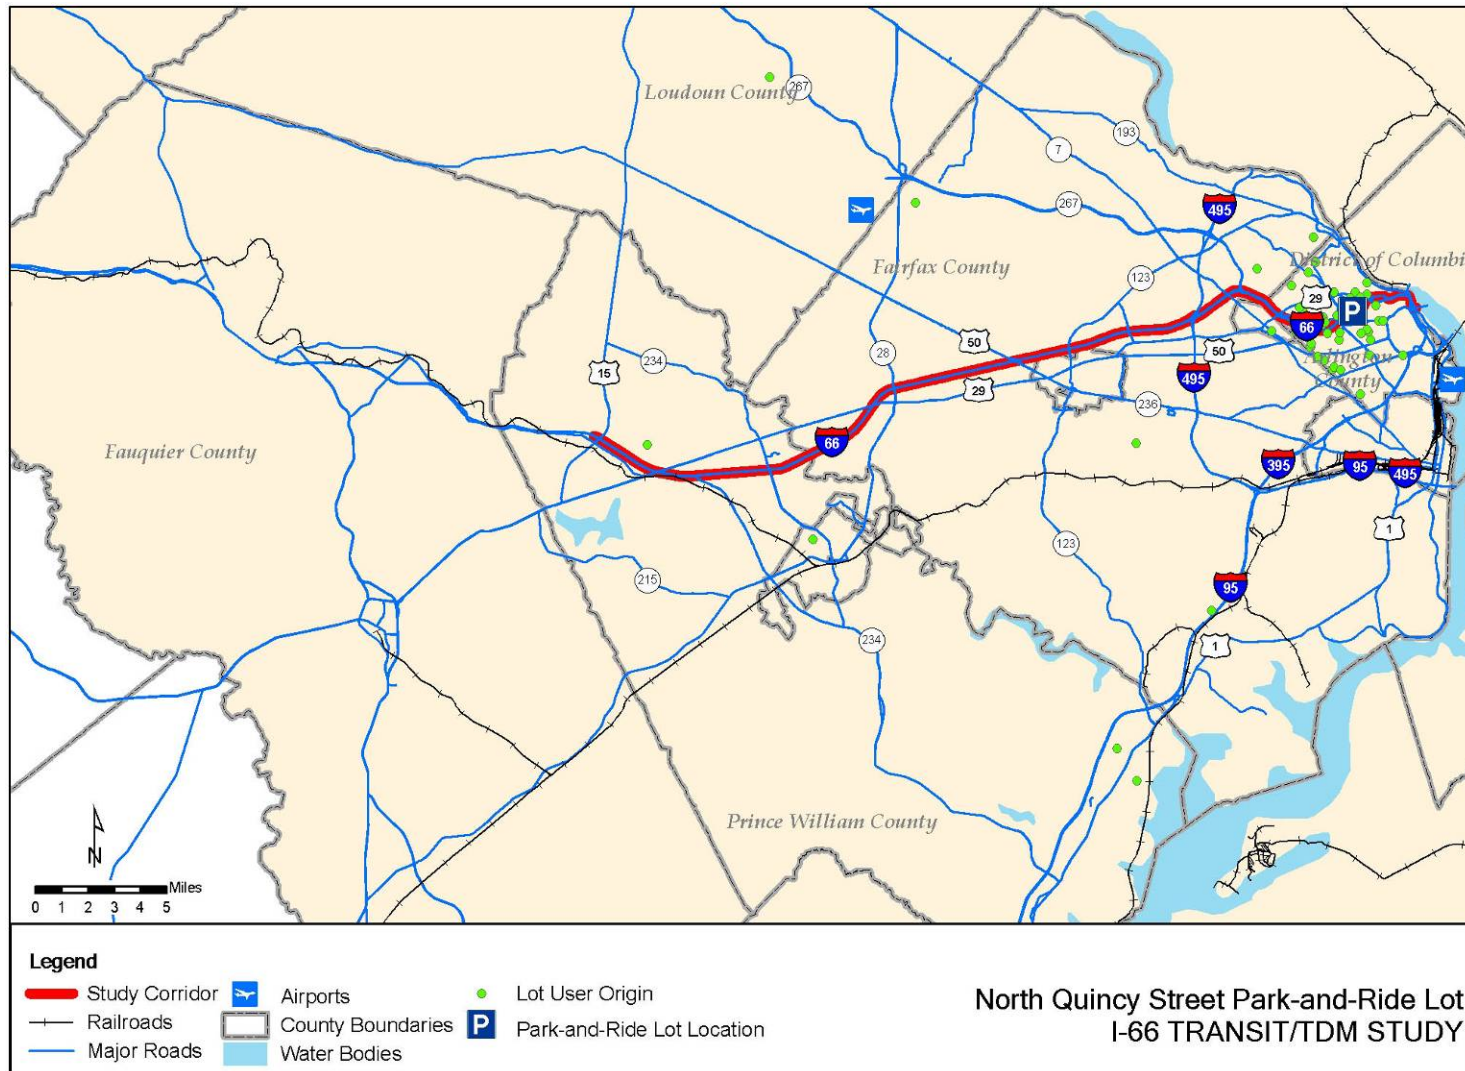 Loudoun County
267
193
7
267
495
Fairfax County
District of Columbi
123
29
66
50
50
28
234
15
29
495
Arlington
County
236
66
Fauquier County
395
95
495
1
123
215
95
234
1
Prince William County
N
Miles
0 1 2 3 4 5
Legend
Study Corridor
Airports
Lot User Origin
Railroads
County Boundaries
P Park-and-Ride Lot Location
Major Roads
Water Bodies
P
North Quincy Street Park-and-Ride Lot
I-66 TRANSIT/TDM STUDY